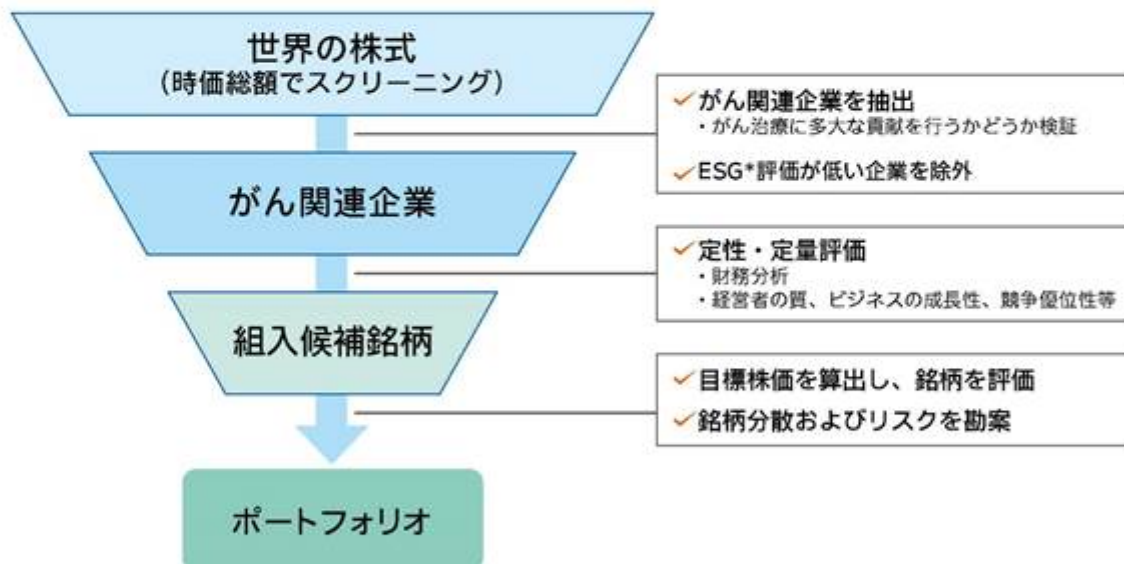 世界の株式
(時価総額でスクリーニング)
がん関連企業を抽出
・がん治療に多大な貢献を行うかどうか検証
ESG*評価が低い企業を除外
がん関連企業
定性・定量評価
・財務分析
・経営者の質、ビジネスの成長性、競争優位性等
組入候補銘柄
目標株価を算出し、銘柄を評価
銘柄分散およびリスクを勘案
ポートフォリオ